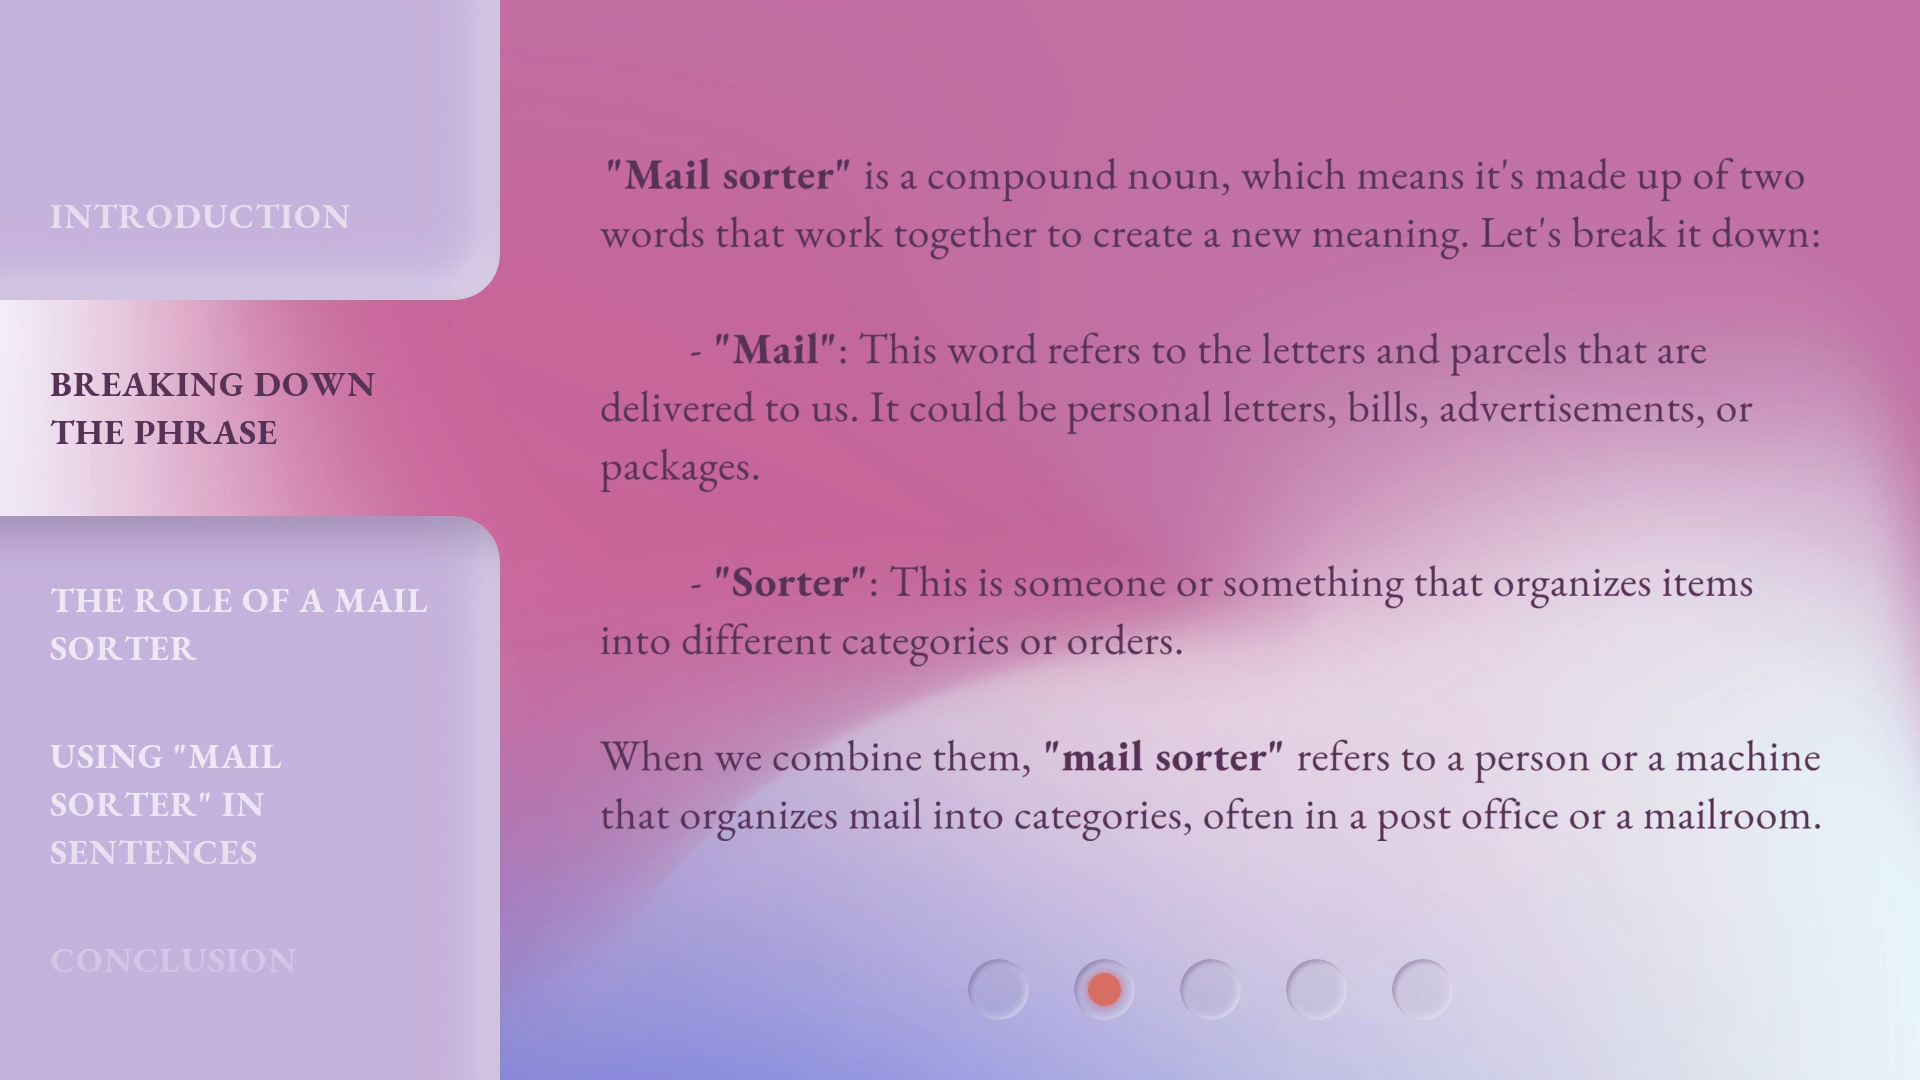 INTRODUCTION
BREAKING DOWN
THE PHRASE
THE ROLE OF A MAIL
SORTER
USING "MAIL
SORTER" IN
SENTENCES
CONCLUSION
"Mail sorter" is a compound noun, which means it's made up of two
words that work together to create a new meaning. Let's break it down:
- "Mail": This word refers to the letters and parcels that are
delivered to us. It could be personal letters, bills, advertisements, or
packages.
- "Sorter": This is someone or something that organizes items
into different categories or orders.
When we combine them, "mail sorter" refers to a person or a machine
that organizes mail into categories, often in a post office or a mailroom.